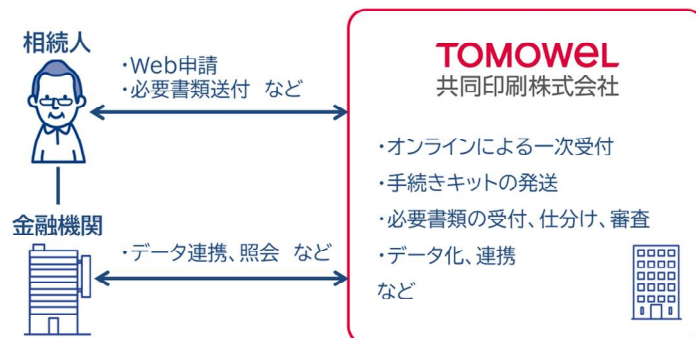 相続人
・Web申請
・必要書類送付 など
金融機関
・データ連携、照会 など
TOMOWEL
共同印刷株式会社
・オンラインによる一次受付
・手続きキットの発送
・必要書類の受付、仕分け、審査
・データ化、連携
など